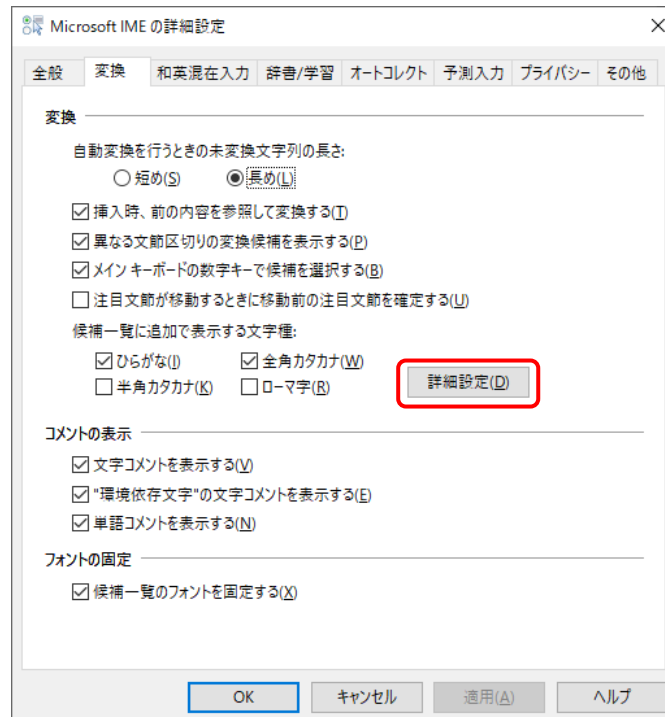 Microsoft IME の詳細設定
全般 変換 和英混在入力 辞書/学習 オートコレクト 予測入力 プライバシー その他
変換
自動変換を行うときの未変換文字列の長さ:
短め(S) 長め(L)
挿入時、前の内容を参照して変換する(T)
異なる文節区切りの変換候補を表示する(P)
メイン キーボードの数字キーで候補を選択する(B)
注目文節が移動するときに移動前の注目文節を確定する(U)
候補一覧に追加で表示する文字種:
ひらがな(I) 全角カタカナ(W)
半角カタカナ(K) ローマ字(R) 詳細設定(D)
コメントの表示
文字コメントを表示する(V)
"環境依存文字"の文字コメントを表示する(E)
単語コメントを表示する(N)
フォントの固定
候補一覧のフォントを固定する(X)
OK キャンセル 適用(A) ヘルプ